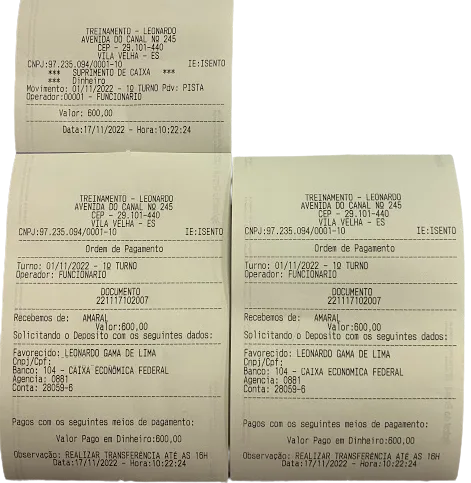 TREINAMENTO - LEONARDO
AVENIDA DO CANAL Nº 245
CEP - 29.101-440
VILA VELHA - ES
CNPJ:97.235.094/0001-10 IE:ISENTO
*** SUPRIMENTO DE CAIXA ***
*** Dinheiro
Movimento: 01/11/2022 - 1º TURNO Pdv: PISTA
Operador:00001 - FUNCIONARIO
Valor: 600,00
Data:17/11/2022 - Hora:10:22:24
TREINAMENTO - LEONARDO
AVENIDA DO CANAL Nº 245
CEP - 29.101-440
VILA VELHA - ES
CNPJ:97.235.094/0001-10 IE:ISENTO
Ordem de Pagamento
Turno: 01/11/2022 - 1º TURNO
Operador: FUNCIONARIO
DOCUMENTO
221117102007
Recebemos de: AMARAL
Valor:600,00
Solicitando o Deposito com os seguintes dados:
Favorecido: LEONARDO GAMA DE LIMA
Cnpj/Cpf:
Banco: 104 - CAIXA ECONÔMICA FEDERAL
Agencia: 0881
Conta: 28059-6
Pagos com os seguintes meios de pagamento:
Valor Pago em Dinheiro:600,00
Observação: REALIZAR TRANSFERÊNCIA ATÉ AS 16H
Data:17/11/2022 - Hora:10:22:24
TREINAMENTO - LEONARDO
AVENIDA DO CANAL Nº 245
CEP - 29.101-440
VILA VELHA - ES
CNPJ:97.235.094/0001-10 IE:ISENTO
Ordem de Pagamento
Turno: 01/11/2022 - 1º TURNO
Operador: FUNCIONARIO
DOCUMENTO
221117102007
Recebemos de: AMARAL
Valor:600,00
Solicitando o Deposito com os seguintes dados:
Favorecido: LEONARDO GAMA DE LIMA
Cnpj/Cpf:
Banco: 104 - CAIXA ECONÔMICA FEDERAL
Agencia: 0881
Conta: 28059-6
Pagos com os seguintes meios de pagamento:
Valor Pago em Dinheiro:600,00
Observação: REALIZAR TRANSFERÊNCIA ATÉ AS 16H
Data:17/11/2022 - Hora:10:22:24